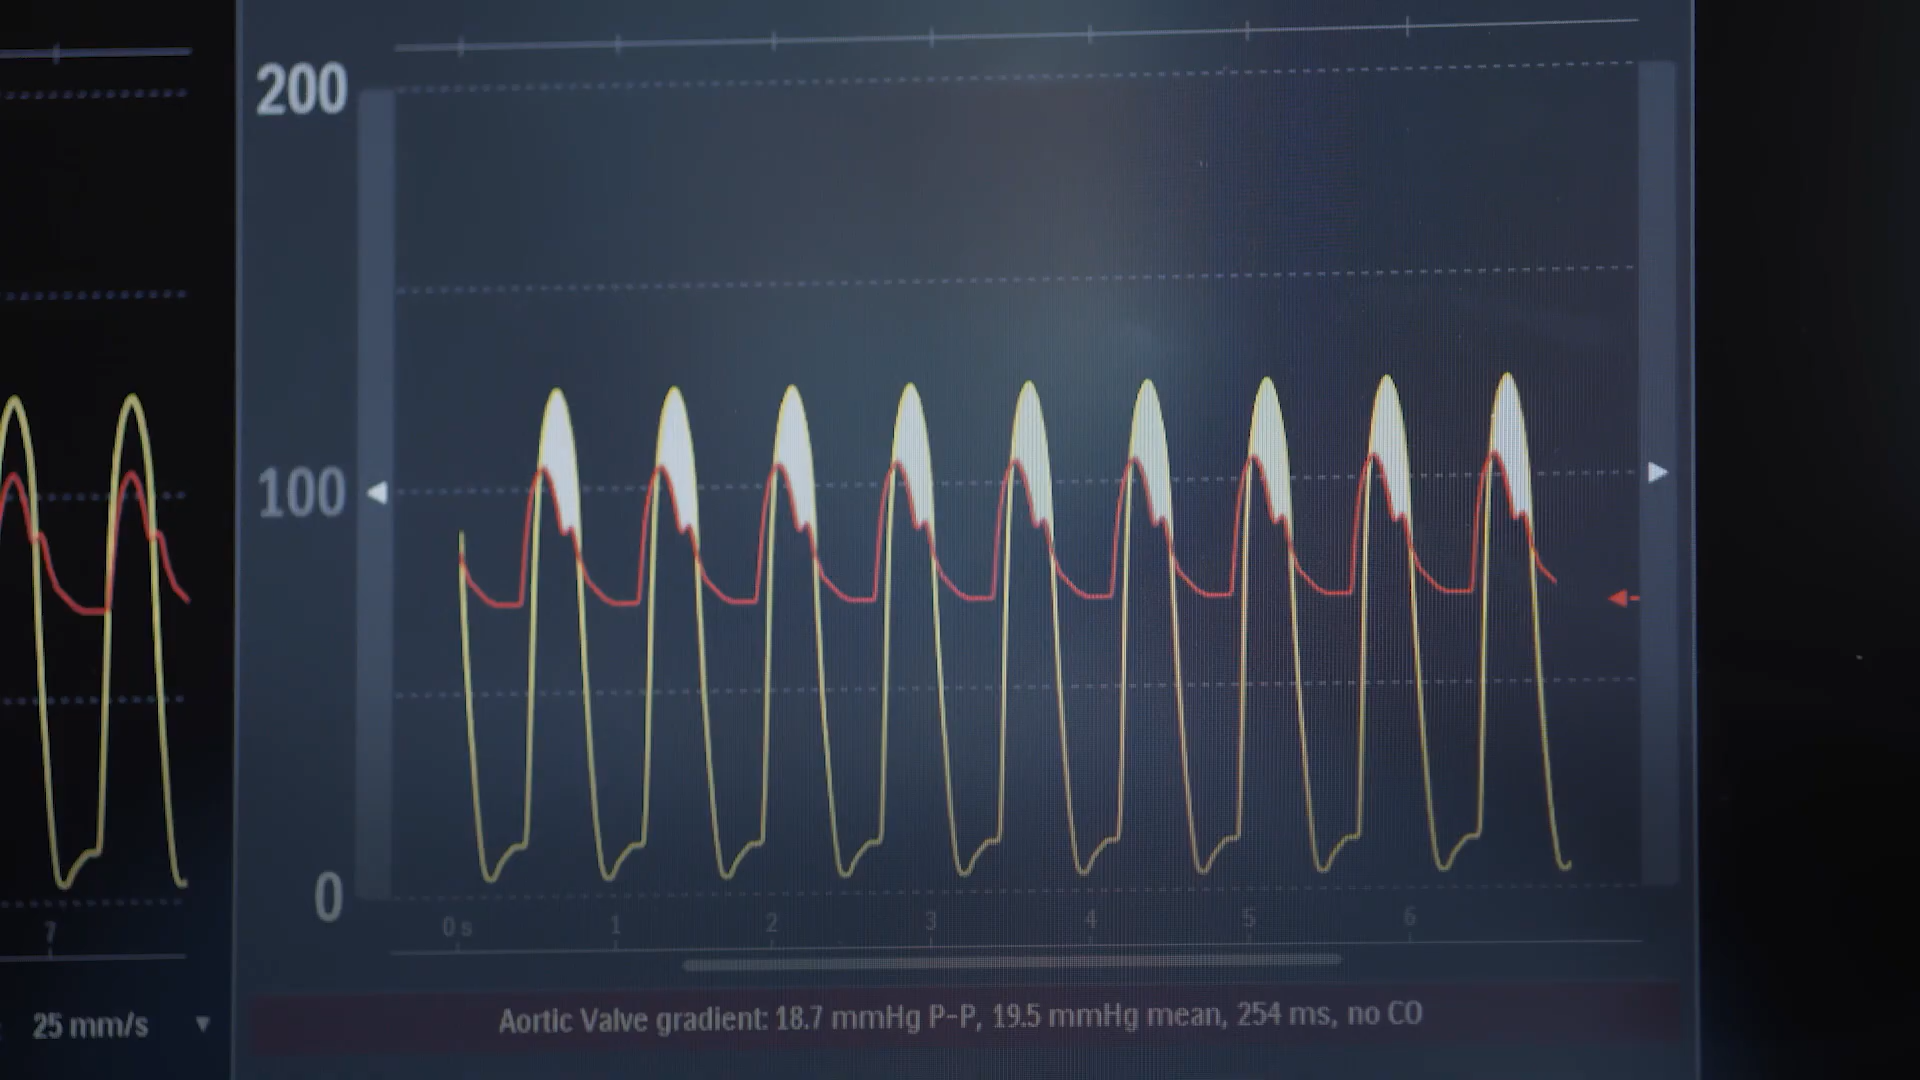 200
100
0
0 s 1 2 3 4 5 6
7
25 mm/s
Aortic Valve gradient: 18.7 mmHg P-P, 19.5 mmHg mean, 254 ms, no CO